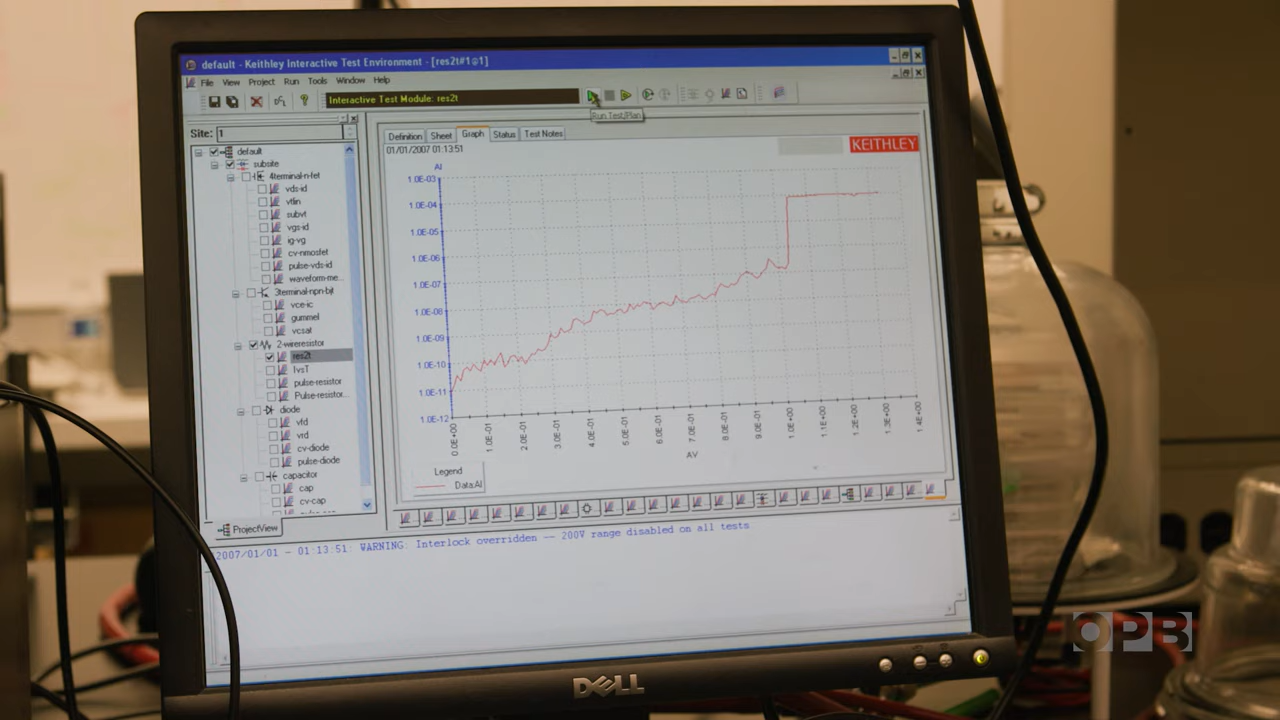 default - Keithley Interactive Test Environment - [res2t#1@1]
File View Project Run Tools Window Help
Interactive Test Module: res2t
Run Test/Plan
Site: 1
default
subsite
4terminal-n-fet
vds-id
vtlin
subvt
vgs-id
ig-vg
cv-nmosfet
pulse-vds-id
waveform-me...
3terminal-npn-bjt
vce-ic
gummel
vcsat
2-wireresistor
res2t
IvsT
pulse-resistor
Pulse-resistor...
diode
vfd
vrd
cv-diode
pulse-diode
capacitor
cap
cv-cap
ProjectView
Definition Sheet Graph Status Test Notes
01/01/2007 01:13:51
KEITHLEY
AI
1.0E-03
1.0E-04
1.0E-05
1.0E-06
1.0E-07
1.0E-08
1.0E-09
1.0E-10
1.0E-11
1.0E-12
0.0E+00 1.0E-01 2.0E-01 3.0E-01 4.0E-01 5.0E-01 6.0E-01 7.0E-01 8.0E-01 9.0E-01 1.0E+00 1.1E+00 1.2E+00 1.3E+00 1.4E+00
AV
Legend
Data:AI
2007/01/01 - 01:13:51: WARNING: Interlock overridden -- 200V range disabled on all tests
DELL
OPB